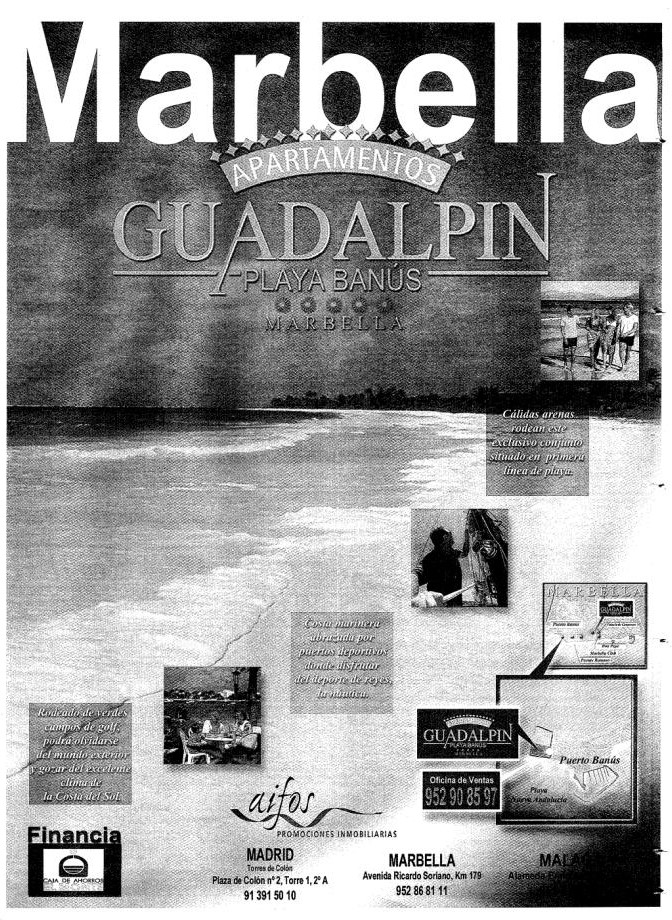 Marbella
APARTAMENTOS
GUADALPIN
PLAYA BANÚS
MARBELLA
Cálidas arenas
rodean este
exclusivo conjunto
situado en primera
línea de playa.
Costa marinera
abrazada por
puertos deportivos
donde disfrutar
del deporte de reyes,
la náutica.
MARBELLA
Puerto Banús
GUADALPIN
Marbella Club
Puente Romano
Rodeado de verdes
campos de golf,
podrá olvidarse
del mundo exterior
y gozar del excelente
clima de
la Costa del Sol.
GUADALPIN
PLAYA BANÚS
MARBELLA
Puerto Banús
Playa
Nueva Andalucía
Oficina de Ventas
952 90 85 97
aifos
PROMOCIONES INMOBILIARIAS
Financia
CAJA DE AHORROS
MADRID
Torres de Colón
Plaza de Colón nº 2, Torre 1, 2º A
91 391 50 10
MARBELLA
Avenida Ricardo Soriano, Km 179
952 86 81 11
MALA
Alameda